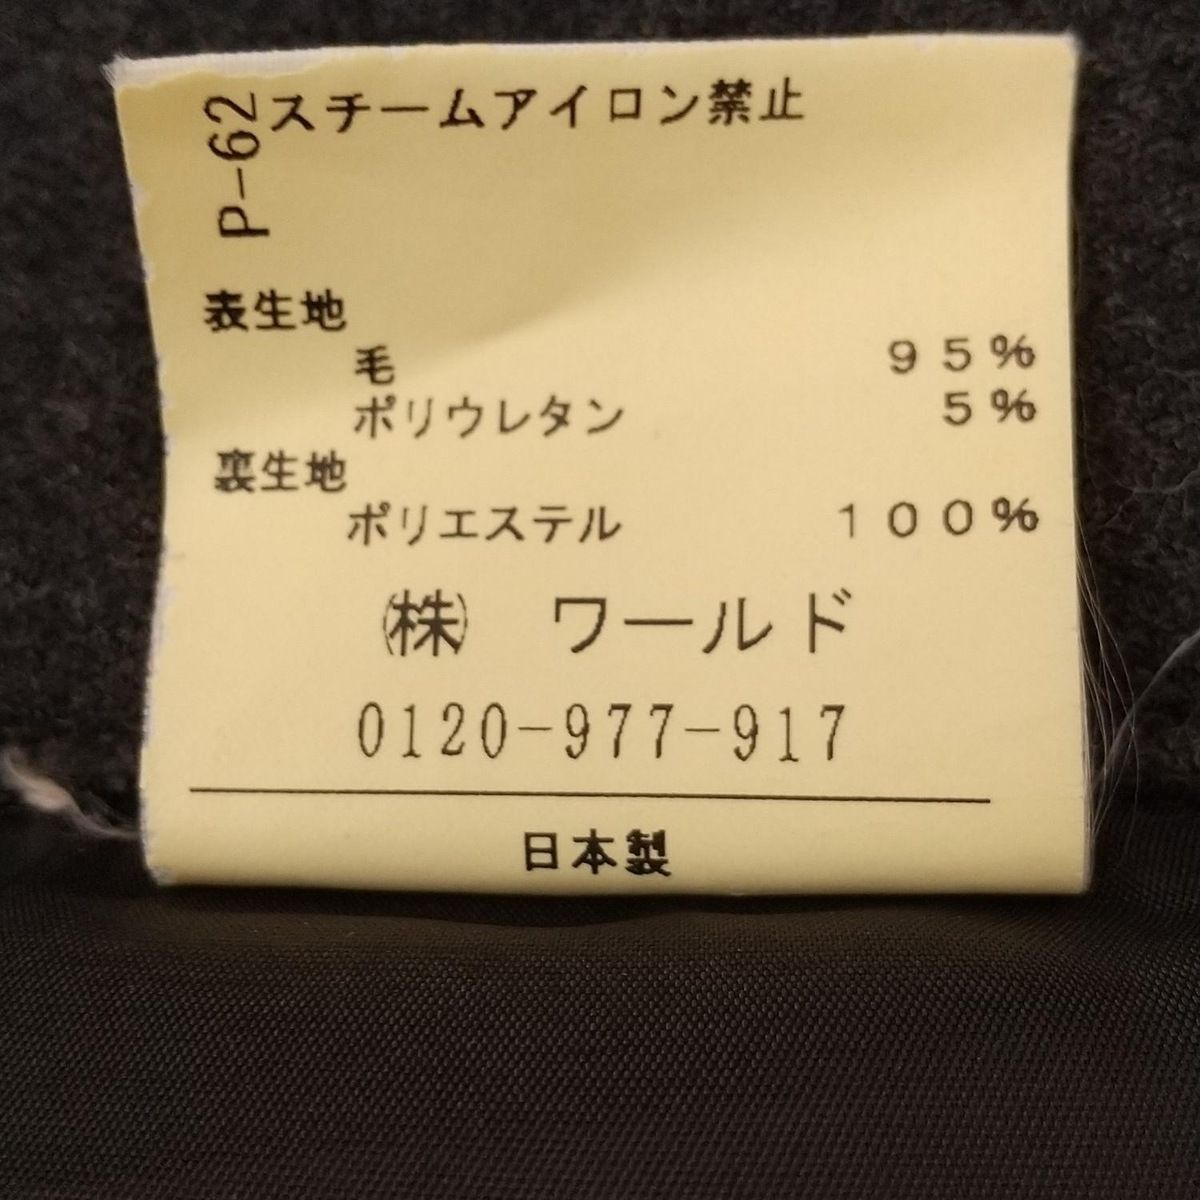 P-62
スチームアイロン禁止
表生地
毛 95%
ポリウレタン 5%
裏生地
ポリエステル 100%
㈱ ワールド
0120-977-917
日本製